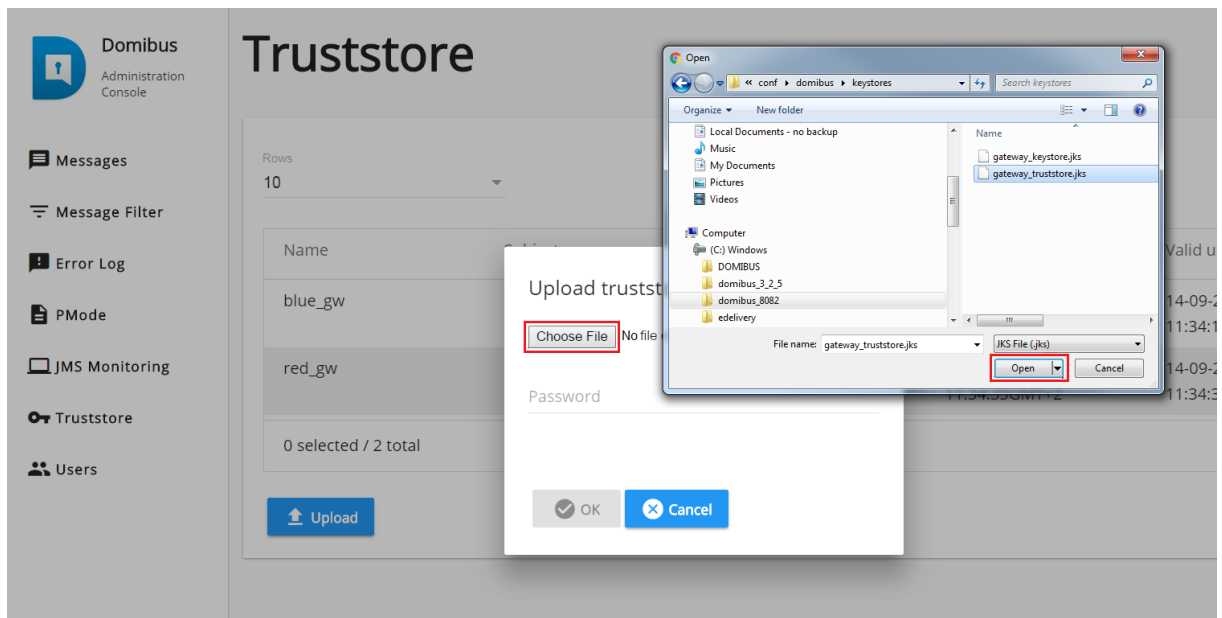 Domibus
Administration
Console
Messages
Message Filter
Error Log
PMode
JMS Monitoring
Truststore
Users
Truststore
Rows
10
Name
blue_gw
red_gw
0 selected / 2 total
Upload
Valid u
14-09-2
11:34:1
14-09-2
11:34:3
Upload trustst
Choose File No file
Password
OK
Cancel
Open
« conf domibus keystores
Search keystores
Organize New folder
Local Documents - no backup
Music
My Documents
Pictures
Videos
Computer
(C:) Windows
DOMIBUS
domibus_3_2_5
domibus_8082
edelivery
Name
gateway_keystore.jks
gateway_truststore.jks
File name: gateway_truststore.jks
JKS File (.jks)
Open
Cancel